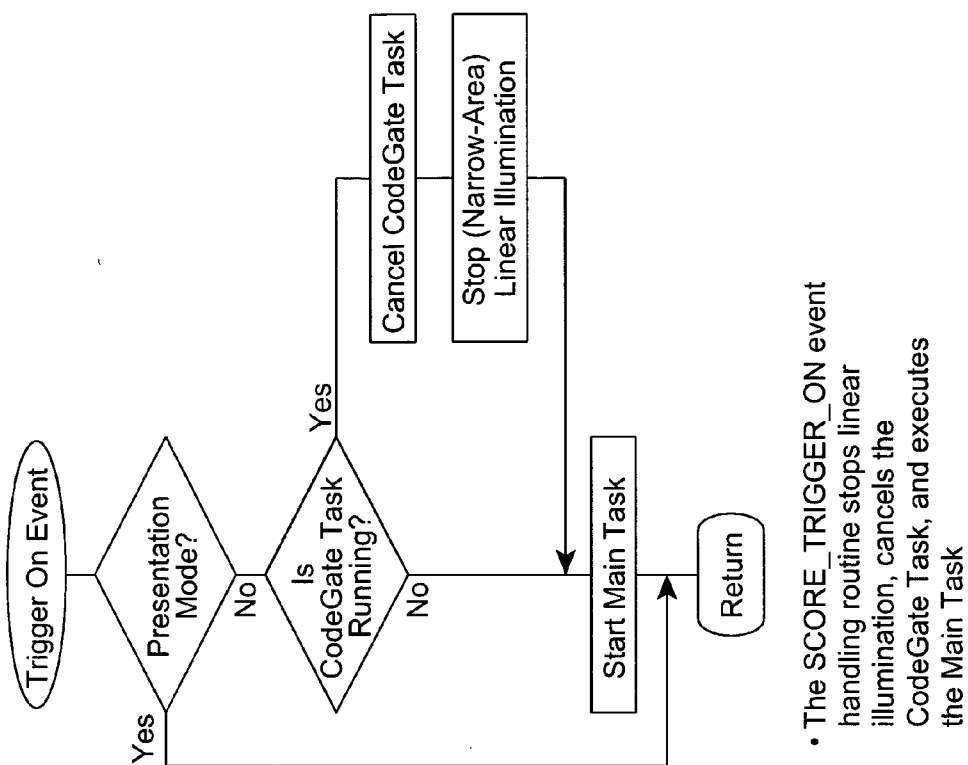 Trigger On Event
Presentation
Mode?
Yes
No
Is
CodeGate Task
Running?
Yes
No
Cancel CodeGate Task
Stop (Narrow-Area)
Linear Illumination
Start Main Task
Return
• The SCORE_TRIGGER_ON event
handling routine stops linear
illumination, cancels the
CodeGate Task, and executes
the Main Task